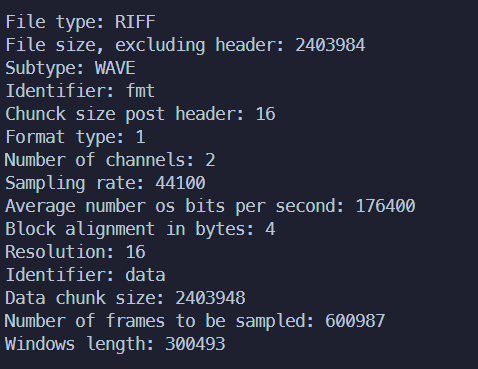 File type: RIFF
File size, excluding header: 2403984
Subtype: WAVE
Identifier: fmt
Chunck size post header: 16
Format type: 1
Number of channels: 2
Sampling rate: 44100
Average number os bits per second: 176400
Block alignment in bytes: 4
Resolution: 16
Identifier: data
Data chunk size: 2403948
Number of frames to be sampled: 600987
Windows length: 300493